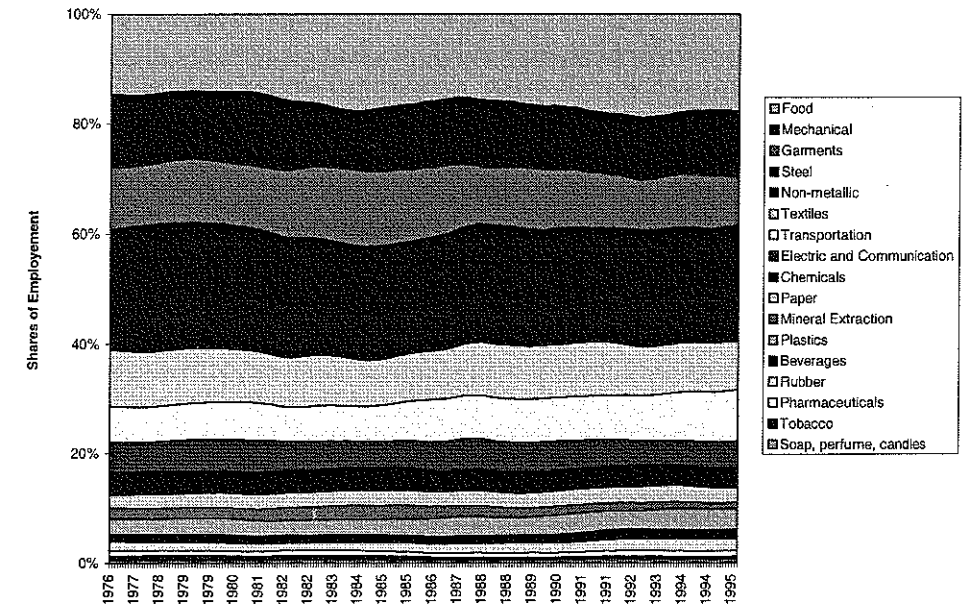 100%
80%
60%
40%
20%
0%
Shares of Employement
1976
1977
1978
1979
1979
1980
1981
1982
1982
1983
1984
1985
1985
1986
1987
1988
1988
1989
1990
1991
1991
1992
1993
1994
1994
1995
Food
Mechanical
Garments
Steel
Non-metallic
Textiles
Transportation
Electric and Communication
Chemicals
Paper
Mineral Extraction
Plastics
Beverages
Rubber
Pharmaceuticals
Tobacco
Soap, perfume, candles